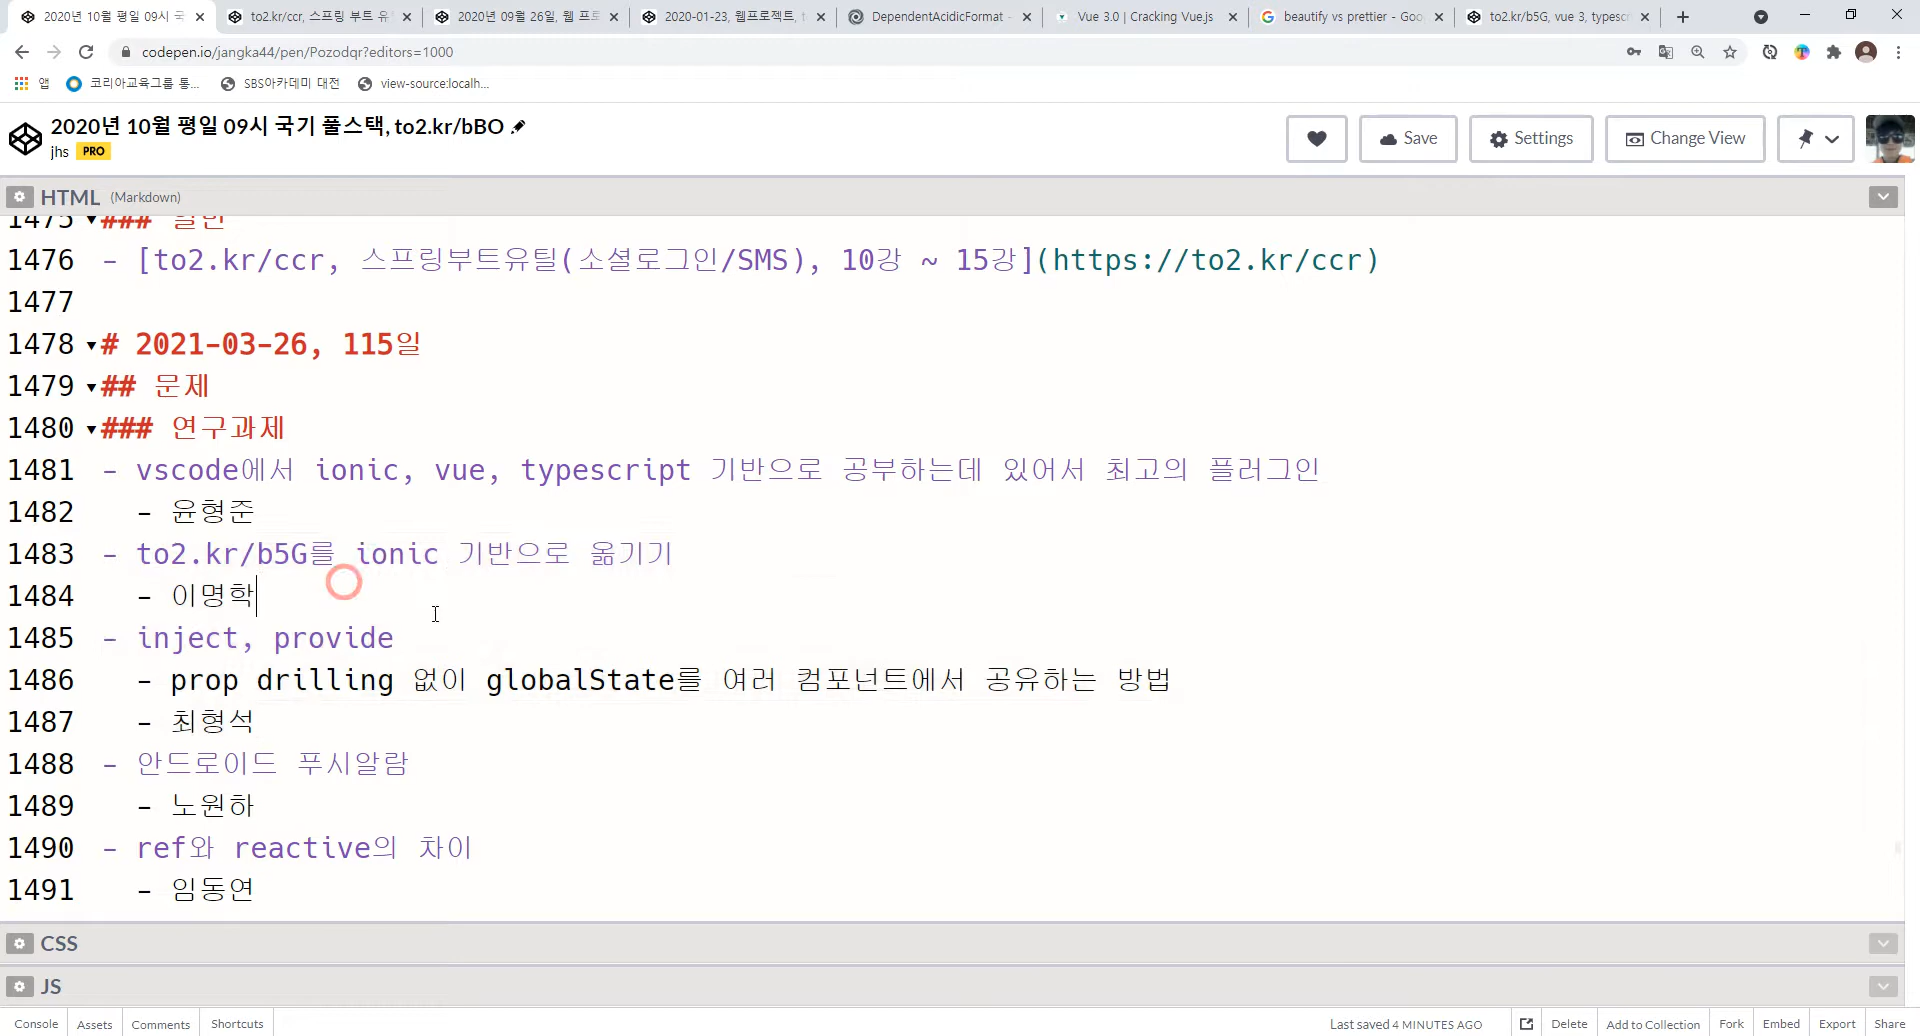 2020년 10월 평일 09시 국
to2.kr/ccr, 스프링 부트 유
2020년 09월 26일, 웹 프로
2020-01-23, 웹프로젝트, t
DependentAcidicFormat -
Vue 3.0 | Cracking Vue.js
beautify vs prettier - Goo
to2.kr/b5G, vue 3, typescr
codepen.io/jangka44/pen/Pozodqr?editors=1000
앱 코리아교육그룹 통... SBS아카데미 대전 view-source:localh...
2020년 10월 평일 09시 국기 풀스택, to2.kr/bBO
jhs PRO
Save Settings Change View
HTML (Markdown)
1475 ### 일반
1476 - [to2.kr/ccr, 스프링부트유틸(소셜로그인/SMS), 10강 ~ 15강](https://to2.kr/ccr)
1477
1478 # 2021-03-26, 115일
1479 ## 문제
1480 ### 연구과제
1481 - vscode에서 ionic, vue, typescript 기반으로 공부하는데 있어서 최고의 플러그인
1482 - 윤형준
1483 - to2.kr/b5G를 ionic 기반으로 옮기기
1484 - 이명학
1485 - inject, provide
1486 - prop drilling 없이 globalState를 여러 컴포넌트에서 공유하는 방법
1487 - 최형석
1488 - 안드로이드 푸시알람
1489 - 노원하
1490 - ref와 reactive의 차이
1491 - 임동연
CSS
JS
Console Assets Comments Shortcuts Last saved 4 MINUTES AGO Delete Add to Collection Fork Embed Export Share